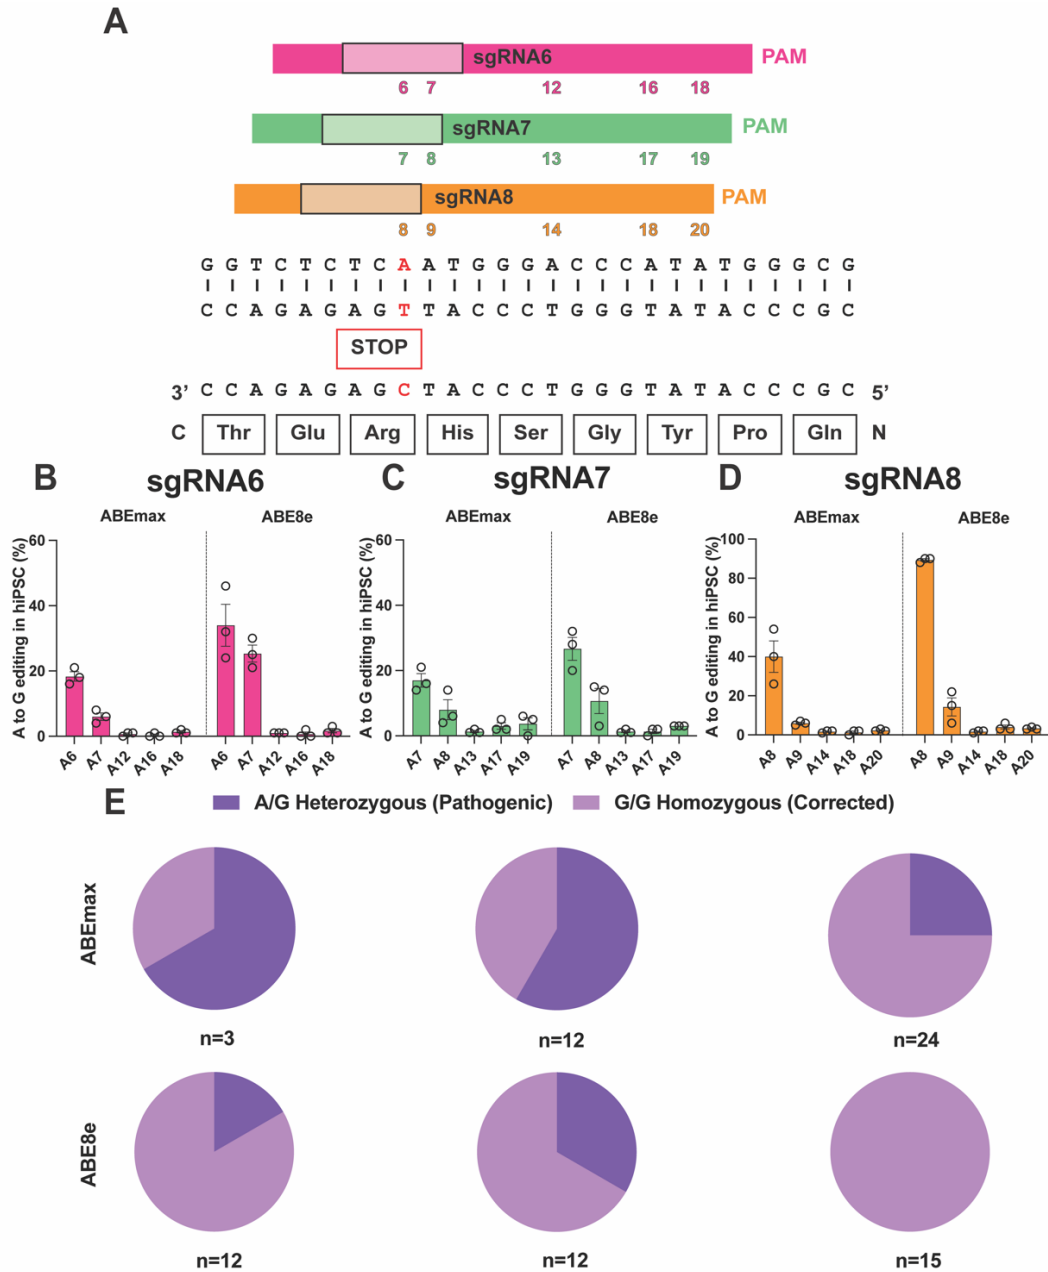 A
sgRNA6 PAM
6 7 12 16 18
sgRNA7 PAM
7 8 13 17 19
sgRNA8 PAM
8 9 14 18 20
G G T C T C T C A A T G G G A C C C A T A T G G G C G
C C A G A G A G T T A C C C T G G G T A T A C C C G C
STOP
3’ C C A G A G A G C T A C C C T G G G T A T A C C C G C 5’
C Thr Glu Arg His Ser Gly Tyr Pro Gln N
B sgRNA6
ABEmax ABE8e
A to G editing in hiPSC (%)
60
40
20
0
A6 A7 A12 A16 A18 A6 A7 A12 A16 A18
C sgRNA7
ABEmax ABE8e
A to G editing in hiPSC (%)
60
40
20
0
A7 A8 A13 A17 A19 A7 A8 A13 A17 A19
D sgRNA8
ABEmax ABE8e
A to G editing in hiPSC (%)
100
80
60
40
20
0
A8 A9 A14 A18 A20 A8 A9 A14 A18 A20
E A/G Heterozygous (Pathogenic) G/G Homozygous (Corrected)
ABEmax
n=3 n=12 n=24
ABE8e
n=12 n=12 n=15